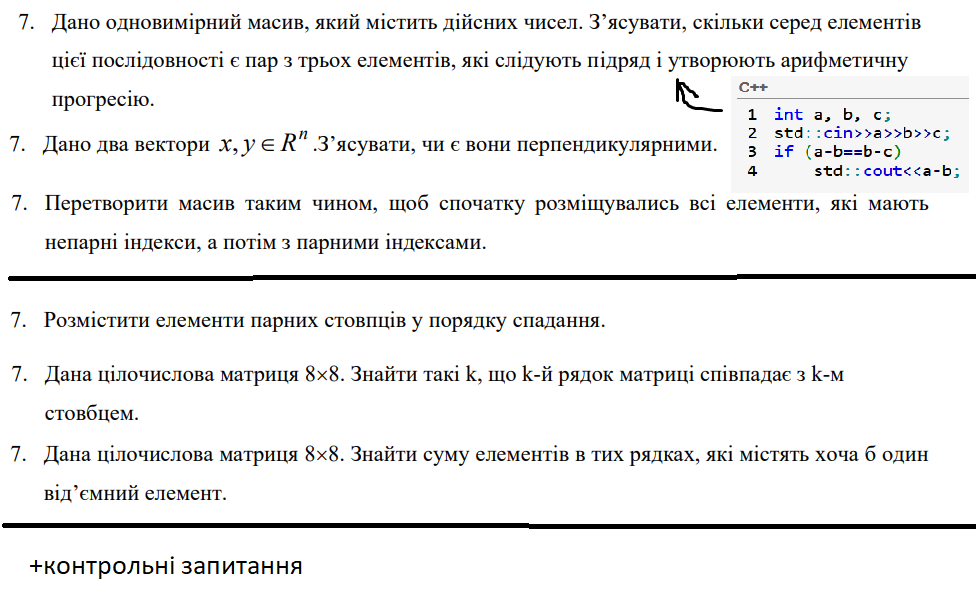 7. Дано одновимірний масив, який містить дійсних чисел. З’ясувати, скільки серед елементів
цієї послідовності є пар з трьох елементів, які слідують підряд і утворюють арифметичну
прогресію.
C++
1 int a, b, c;
2 std::cin>>a>>b>>c;
3 if (a-b==b-c)
4 std::cout<<a-b;
7. Дано два вектори x, y ∈ Rⁿ .З’ясувати, чи є вони перпендикулярними.
7. Перетворити масив таким чином, щоб спочатку розміщувались всі елементи, які мають
непарні індекси, а потім з парними індексами.
7. Розмістити елементи парних стовпців у порядку спадання.
7. Дана цілочислова матриця 8×8. Знайти такі k, що k-й рядок матриці співпадає з k-м
стовбцем.
7. Дана цілочислова матриця 8×8. Знайти суму елементів в тих рядках, які містять хоча б один
від’ємний елемент.
+контрольні запитання